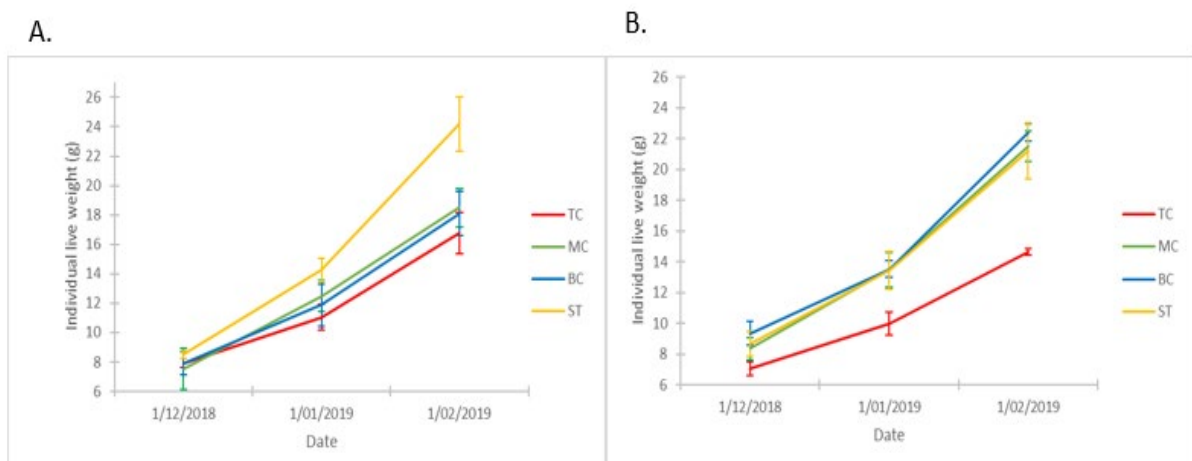 A.
Individual live weight (g)
26
24
22
20
18
16
14
12
10
8
6
1/12/2018 1/01/2019 1/02/2019
Date
TC
MC
BC
ST
B.
Individual live weight (g)
26
24
22
20
18
16
14
12
10
8
6
1/12/2018 1/01/2019 1/02/2019
Date
TC
MC
BC
ST